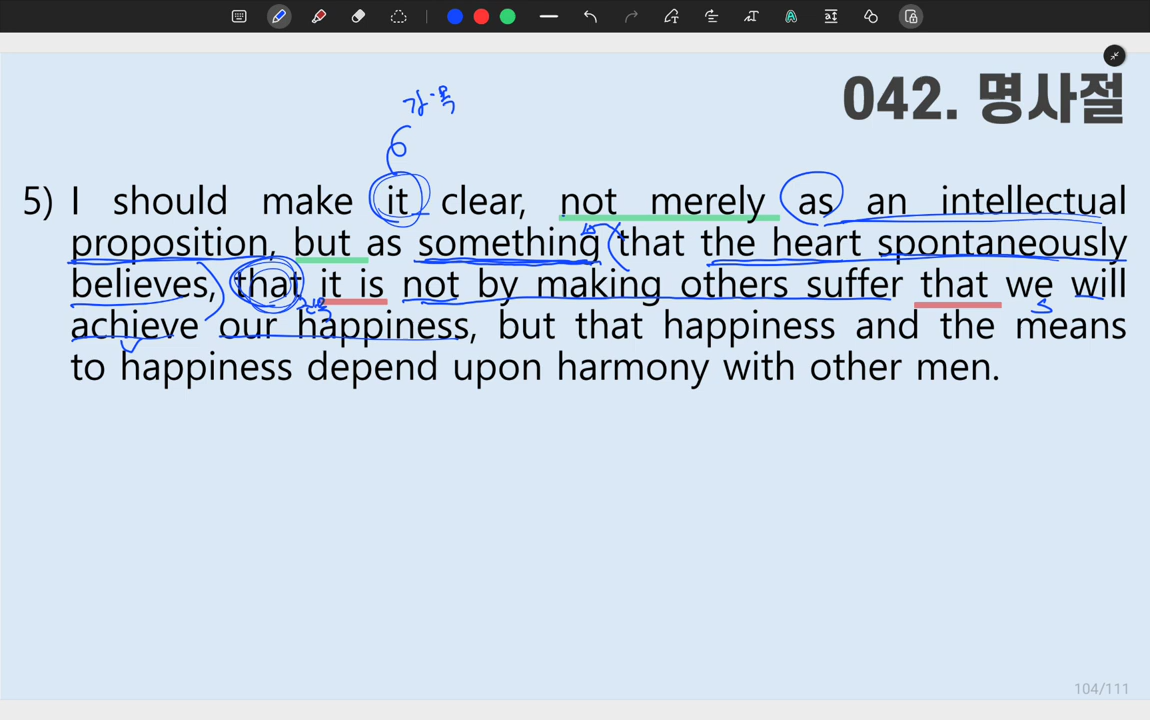 042. 명사절
가·목
5) I should make it clear, not merely as an intellectual
proposition, but as something that the heart spontaneously
believes, that it is not by making others suffer that we will
진목
S
achieve our happiness, but that happiness and the means
V
to happiness depend upon harmony with other men.
104/111